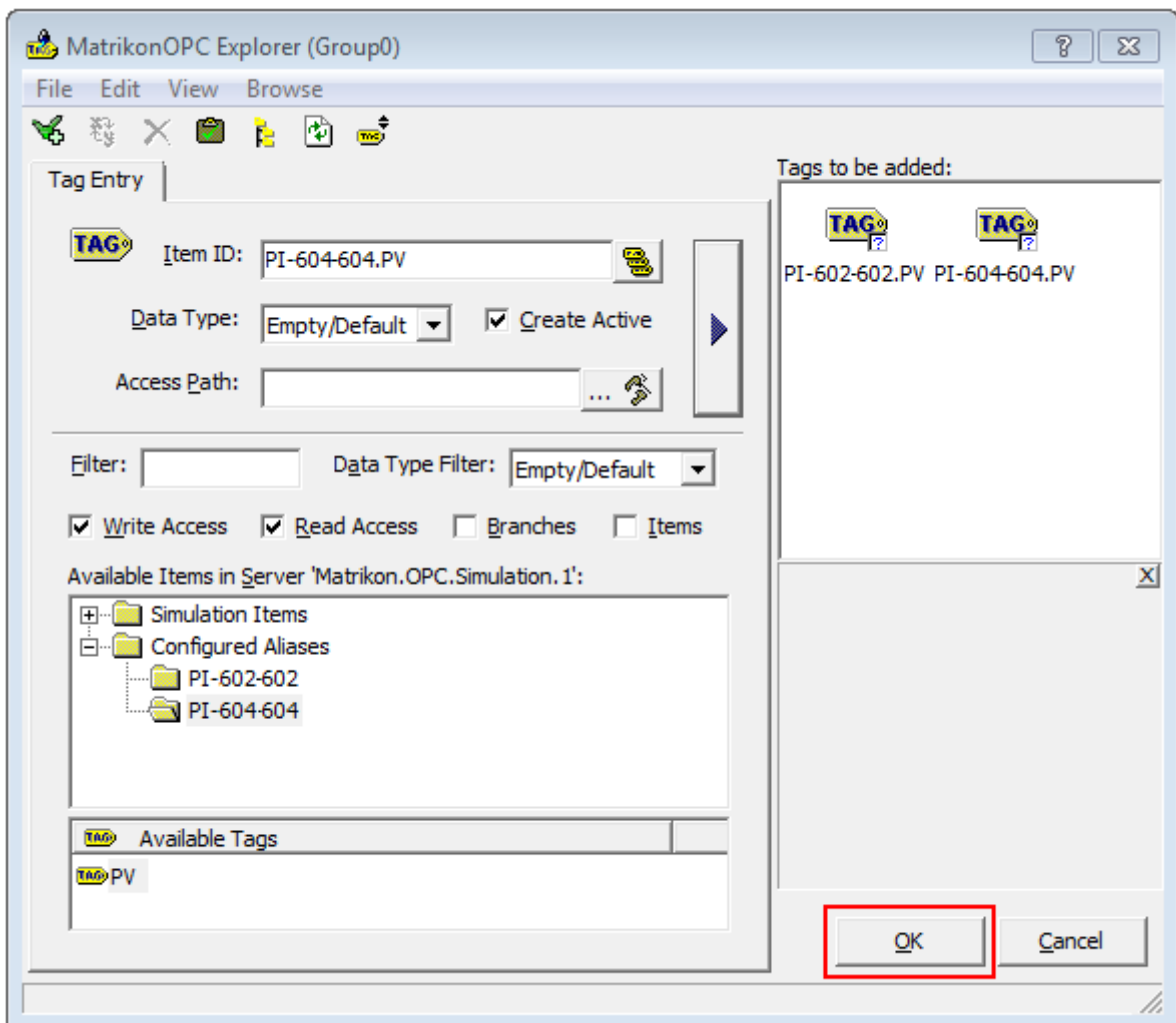 MatrikonOPC Explorer (Group0)
File Edit View Browse
Tag Entry
TAG Item ID: PI-604-604.PV
Data Type: Empty/Default Create Active
Access Path: ...
Filter: Data Type Filter: Empty/Default
Write Access Read Access Branches Items
Available Items in Server 'Matrikon.OPC.Simulation.1':
Simulation Items
Configured Aliases
PI-602-602
PI-604-604
TAG Available Tags
TAG PV
Tags to be added:
TAG TAG
PI-602-602.PV PI-604-604.PV
X
OK Cancel